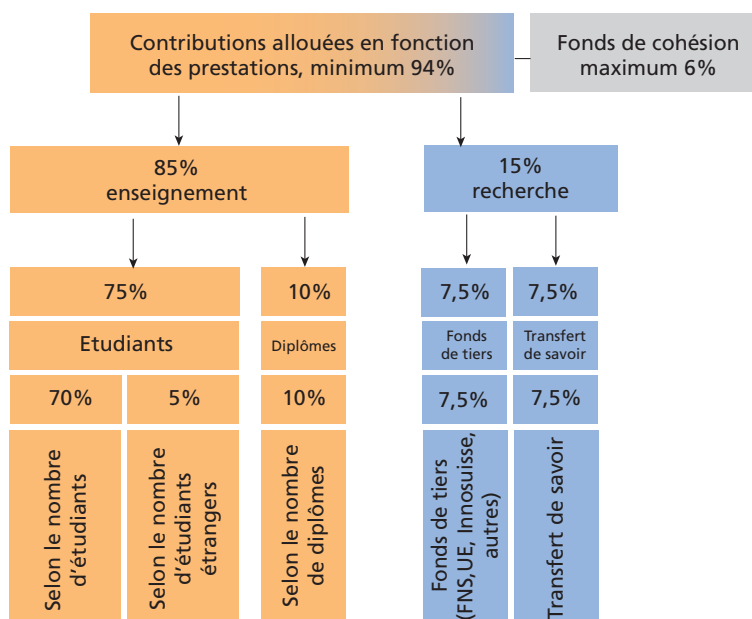 Contributions allouées en fonction
des prestations, minimum 94%
Fonds de cohésion
maximum 6%
85%
enseignement
15%
recherche
75%
10%
7,5%
7,5%
Etudiants
Diplômes
Fonds
de tiers
Transfert
de savoir
70%
5%
10%
7,5%
7,5%
Selon le nombre
d'étudiants
Selon le nombre
d'étudiants
étrangers
Selon le nombre
de diplômes
Fonds de tiers
(FNS,UE, Innosuisse,
autres)
Transfert de savoir